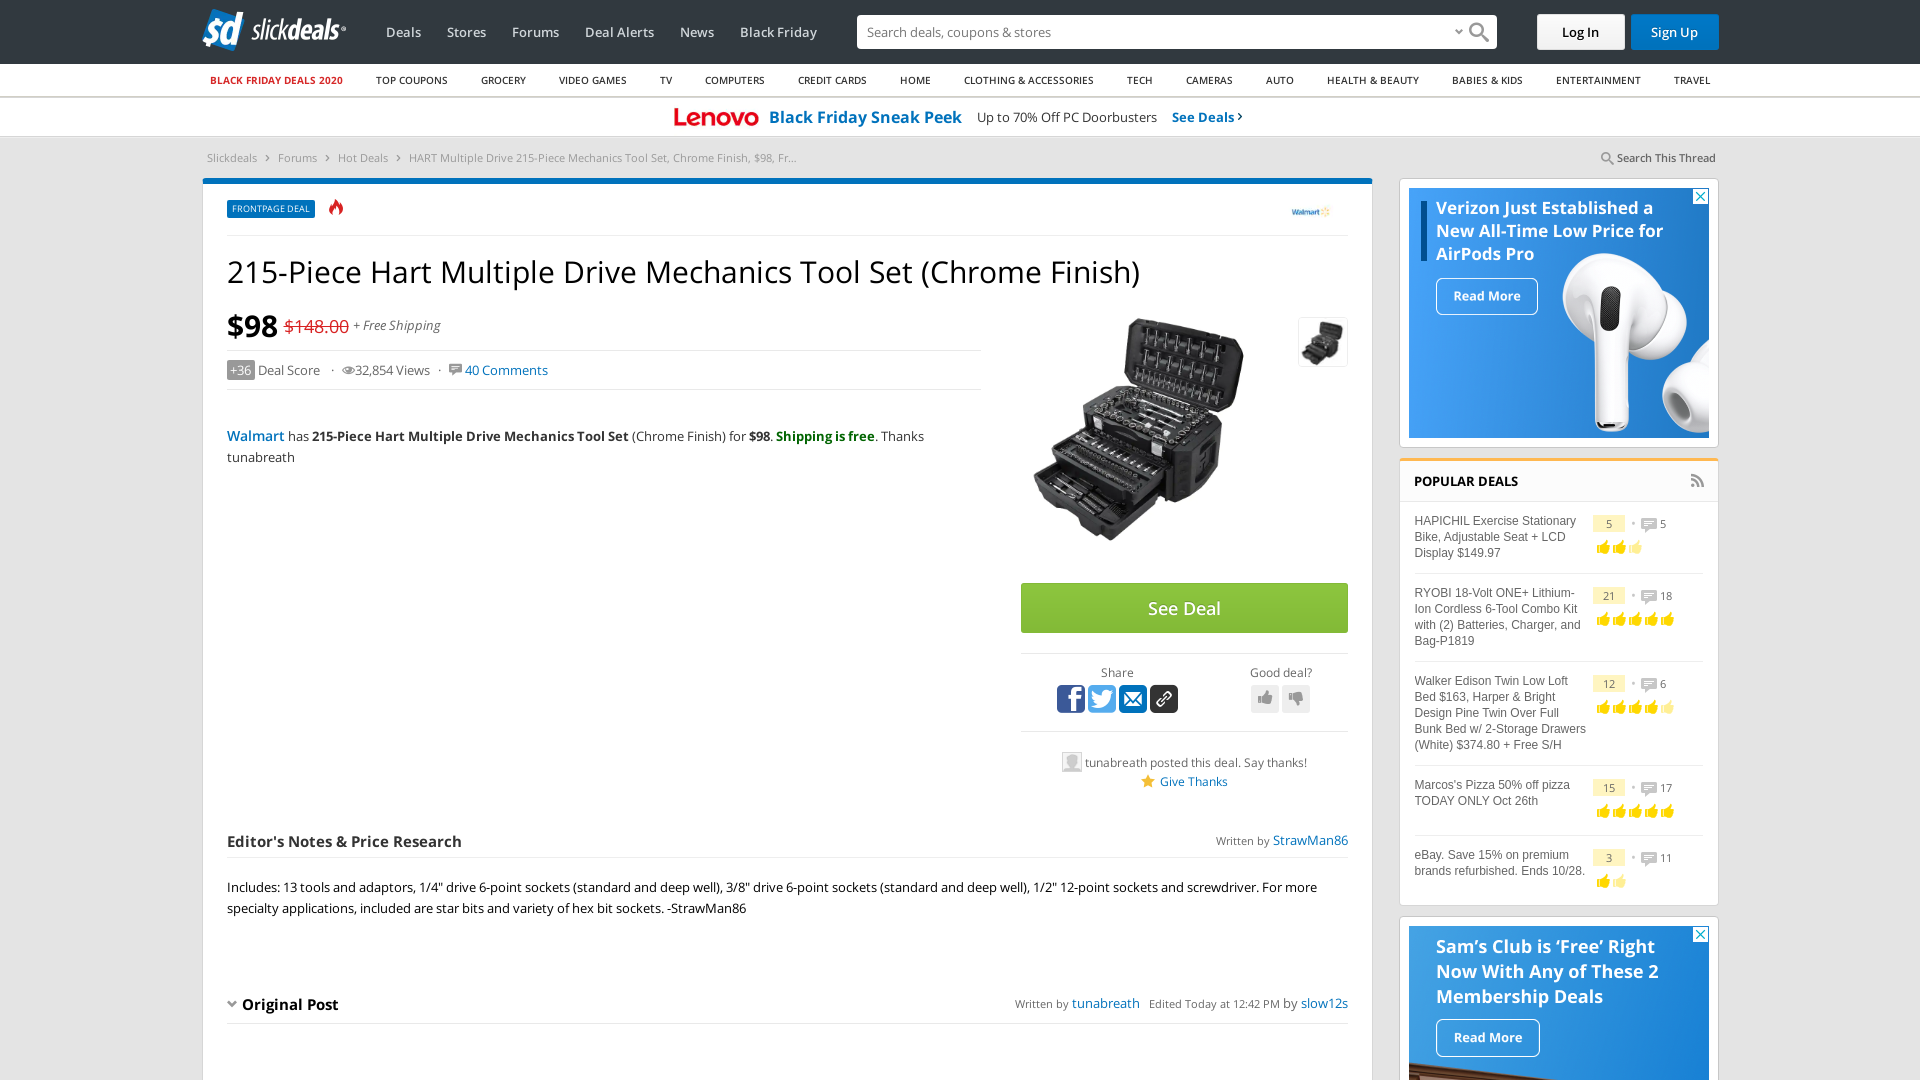 sd slickdeals
Deals
Stores
Forums
Deal Alerts
News
Black Friday
Search deals, coupons & stores
Log In
Sign Up
BLACK FRIDAY DEALS 2020
TOP COUPONS
GROCERY
VIDEO GAMES
TV
COMPUTERS
CREDIT CARDS
HOME
CLOTHING & ACCESSORIES
TECH
CAMERAS
AUTO
HEALTH & BEAUTY
BABIES & KIDS
ENTERTAINMENT
TRAVEL
Lenovo Black Friday Sneak Peek Up to 70% Off PC Doorbusters See Deals
Slickdeals > Forums > Hot Deals > HART Multiple Drive 215-Piece Mechanics Tool Set, Chrome Finish, $98, Fr...
Search This Thread
FRONTPAGE DEAL
Walmart
215-Piece Hart Multiple Drive Mechanics Tool Set (Chrome Finish)
$98 $148.00 + Free Shipping
+36 Deal Score · 32,854 Views · 40 Comments
Walmart has 215-Piece Hart Multiple Drive Mechanics Tool Set (Chrome Finish) for $98. Shipping is free. Thanks
tunabreath
See Deal
Share
Good deal?
tunabreath posted this deal. Say thanks!
Give Thanks
Editor's Notes & Price Research
Written by StrawMan86
Includes: 13 tools and adaptors, 1/4" drive 6-point sockets (standard and deep well), 3/8" drive 6-point sockets (standard and deep well), 1/2" 12-point sockets and screwdriver. For more
specialty applications, included are star bits and variety of hex bit sockets. -StrawMan86
Original Post
Written by tunabreath Edited Today at 12:42 PM by slow12s
Verizon Just Established a
New All-Time Low Price for
AirPods Pro
Read More
POPULAR DEALS
HAPICHIL Exercise Stationary
Bike, Adjustable Seat + LCD
Display $149.97
5 • 5
RYOBI 18-Volt ONE+ Lithium-
Ion Cordless 6-Tool Combo Kit
with (2) Batteries, Charger, and
Bag-P1819
21 • 18
Walker Edison Twin Low Loft
Bed $163, Harper & Bright
Design Pine Twin Over Full
Bunk Bed w/ 2-Storage Drawers
(White) $374.80 + Free S/H
12 • 6
Marcos's Pizza 50% off pizza
TODAY ONLY Oct 26th
15 • 17
eBay. Save 15% on premium
brands refurbished. Ends 10/28.
3 • 11
Sam's Club is ‘Free’ Right
Now With Any of These 2
Membership Deals
Read More